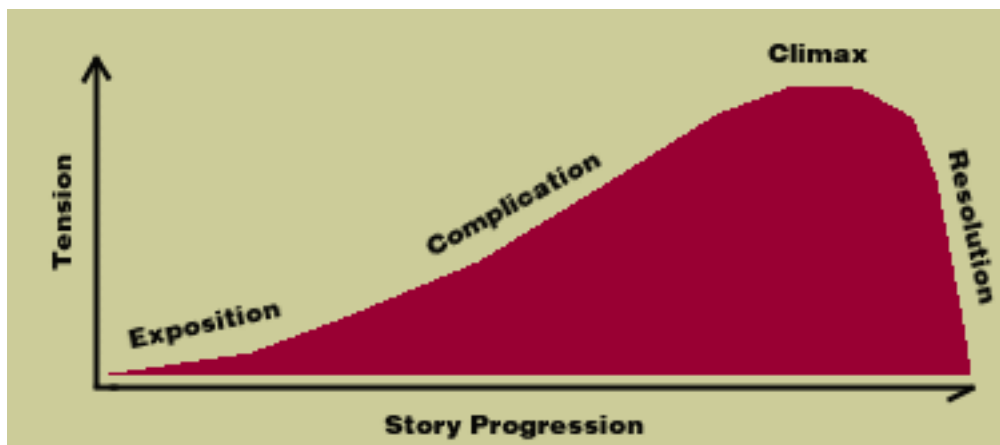 Climax
Tension
Exposition
Complication
Resolution
Story Progression